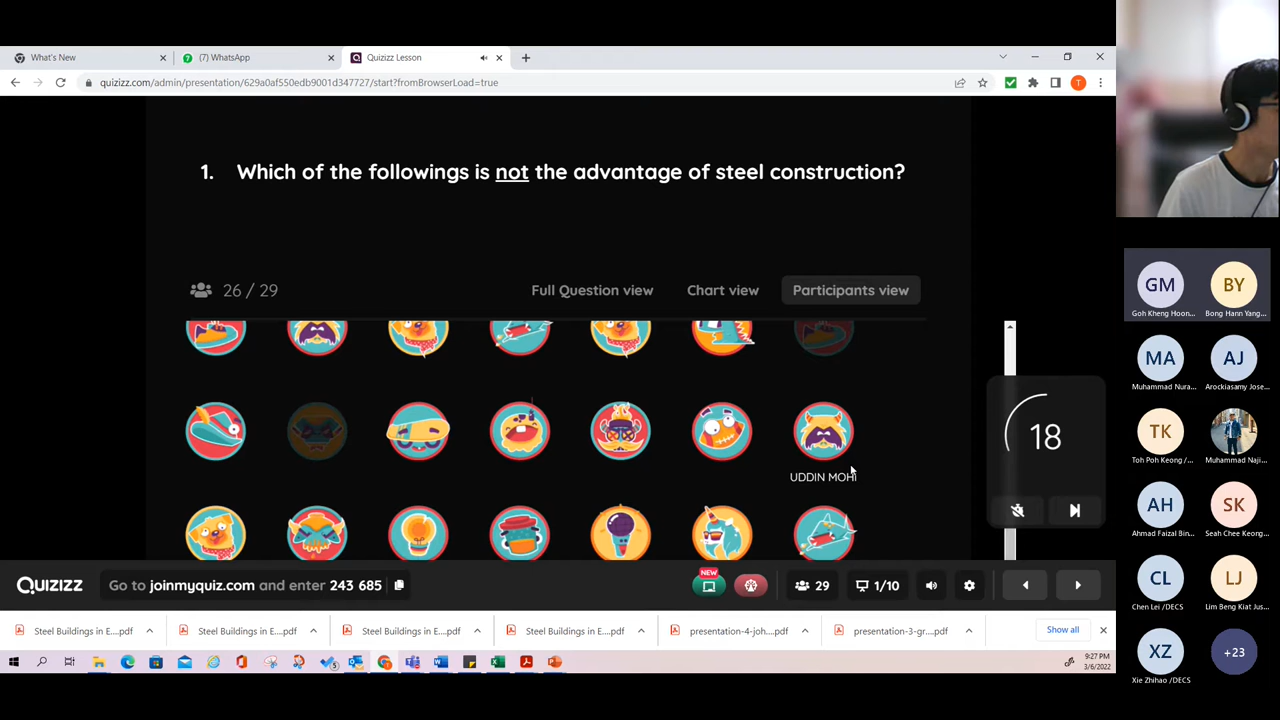 What's New
(7) WhatsApp
Quizizz Lesson
quizizz.com/admin/presentation/629a0af550edb9001d347727/start?fromBrowserLoad=true
T
1. Which of the followings is not the advantage of steel construction?
26 / 29
Full Question view
Chart view
Participants view
18
UDDIN MOHI
QUIZIZZ
Go to joinmyquiz.com and enter 243 685
NEW
29
1/10
Steel Buildings in E....pdf
Steel Buildings in E....pdf
Steel Buildings in E....pdf
Steel Buildings in E....pdf
presentation-4-joh....pdf
presentation-3-gr....pdf
Show all
9:27 PM
3/6/2022
GM
BY
Goh Kheng Hoon...
Bong Hann Yang...
MA
AJ
Muhammad Nura...
Arockiasamy Jose...
TK
Toh Poh Keong /...
Muhammad Naji...
AH
SK
Ahmad Faizal Bin...
Seah Chee Keong...
CL
LJ
Chen Lei /DECS
Lim Beng Kiat Jus...
XZ
+23
Xie Zhihao /DECS